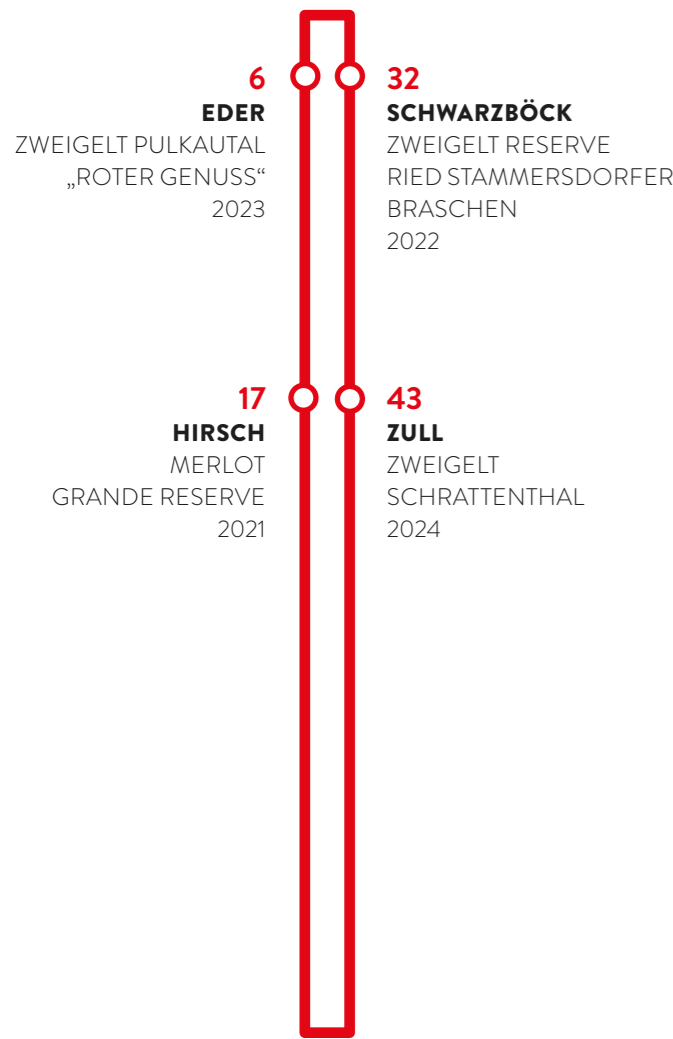 6
EDER
ZWEIGELT PULKAUTAL
„ROTER GENUSS“
2023
32
SCHWARZBÖCK
ZWEIGELT RESERVE
RIED STAMMERSDORFER
BRASCHEN
2022
17
HIRSCH
MERLOT
GRANDE RESERVE
2021
43
ZULL
ZWEIGELT
SCHRATTENTHAL
2024